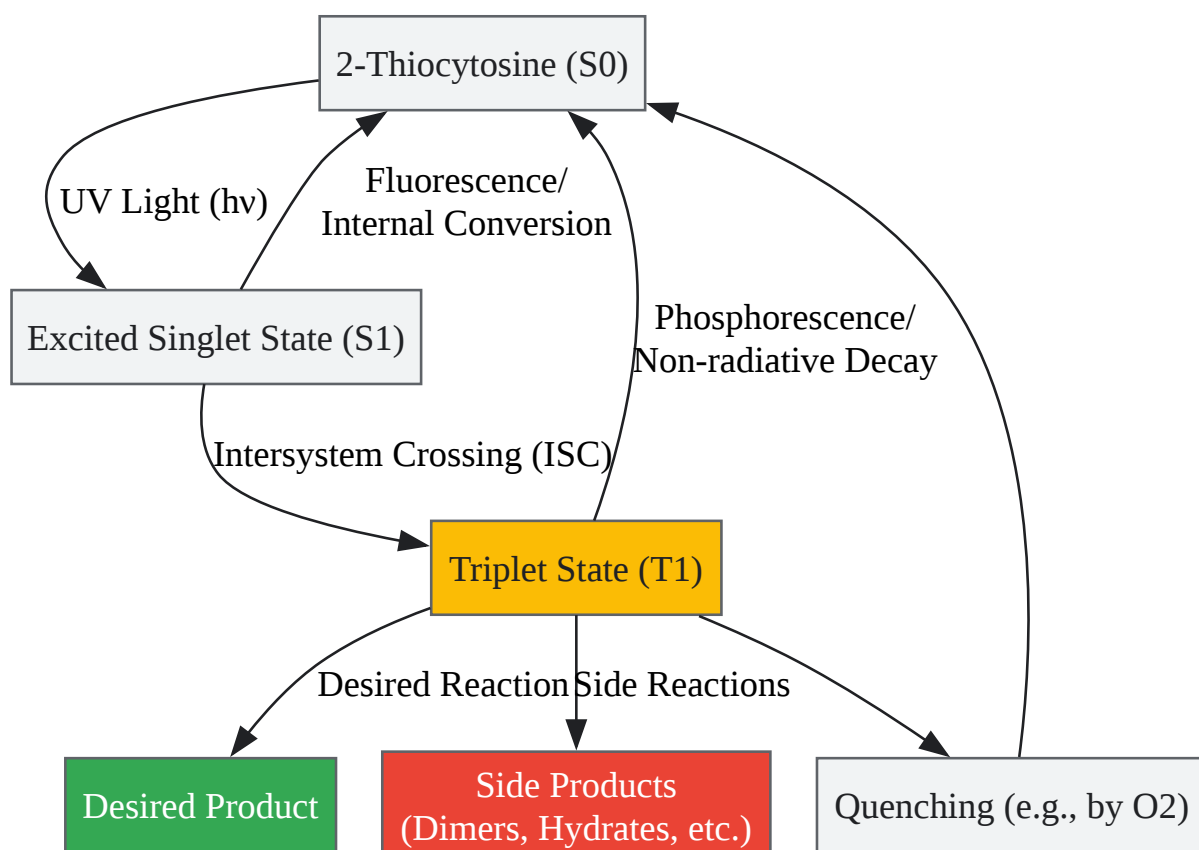 2-Thiocytosine (S0)
UV Light (hν)
Fluorescence/
Internal Conversion
Excited Singlet State (S1)
Phosphorescence/
Non-radiative Decay
Intersystem Crossing (ISC)
Triplet State (T1)
Desired Reaction
Side Reactions
Desired Product
Side Products
(Dimers, Hydrates, etc.)
Quenching (e.g., by O2)